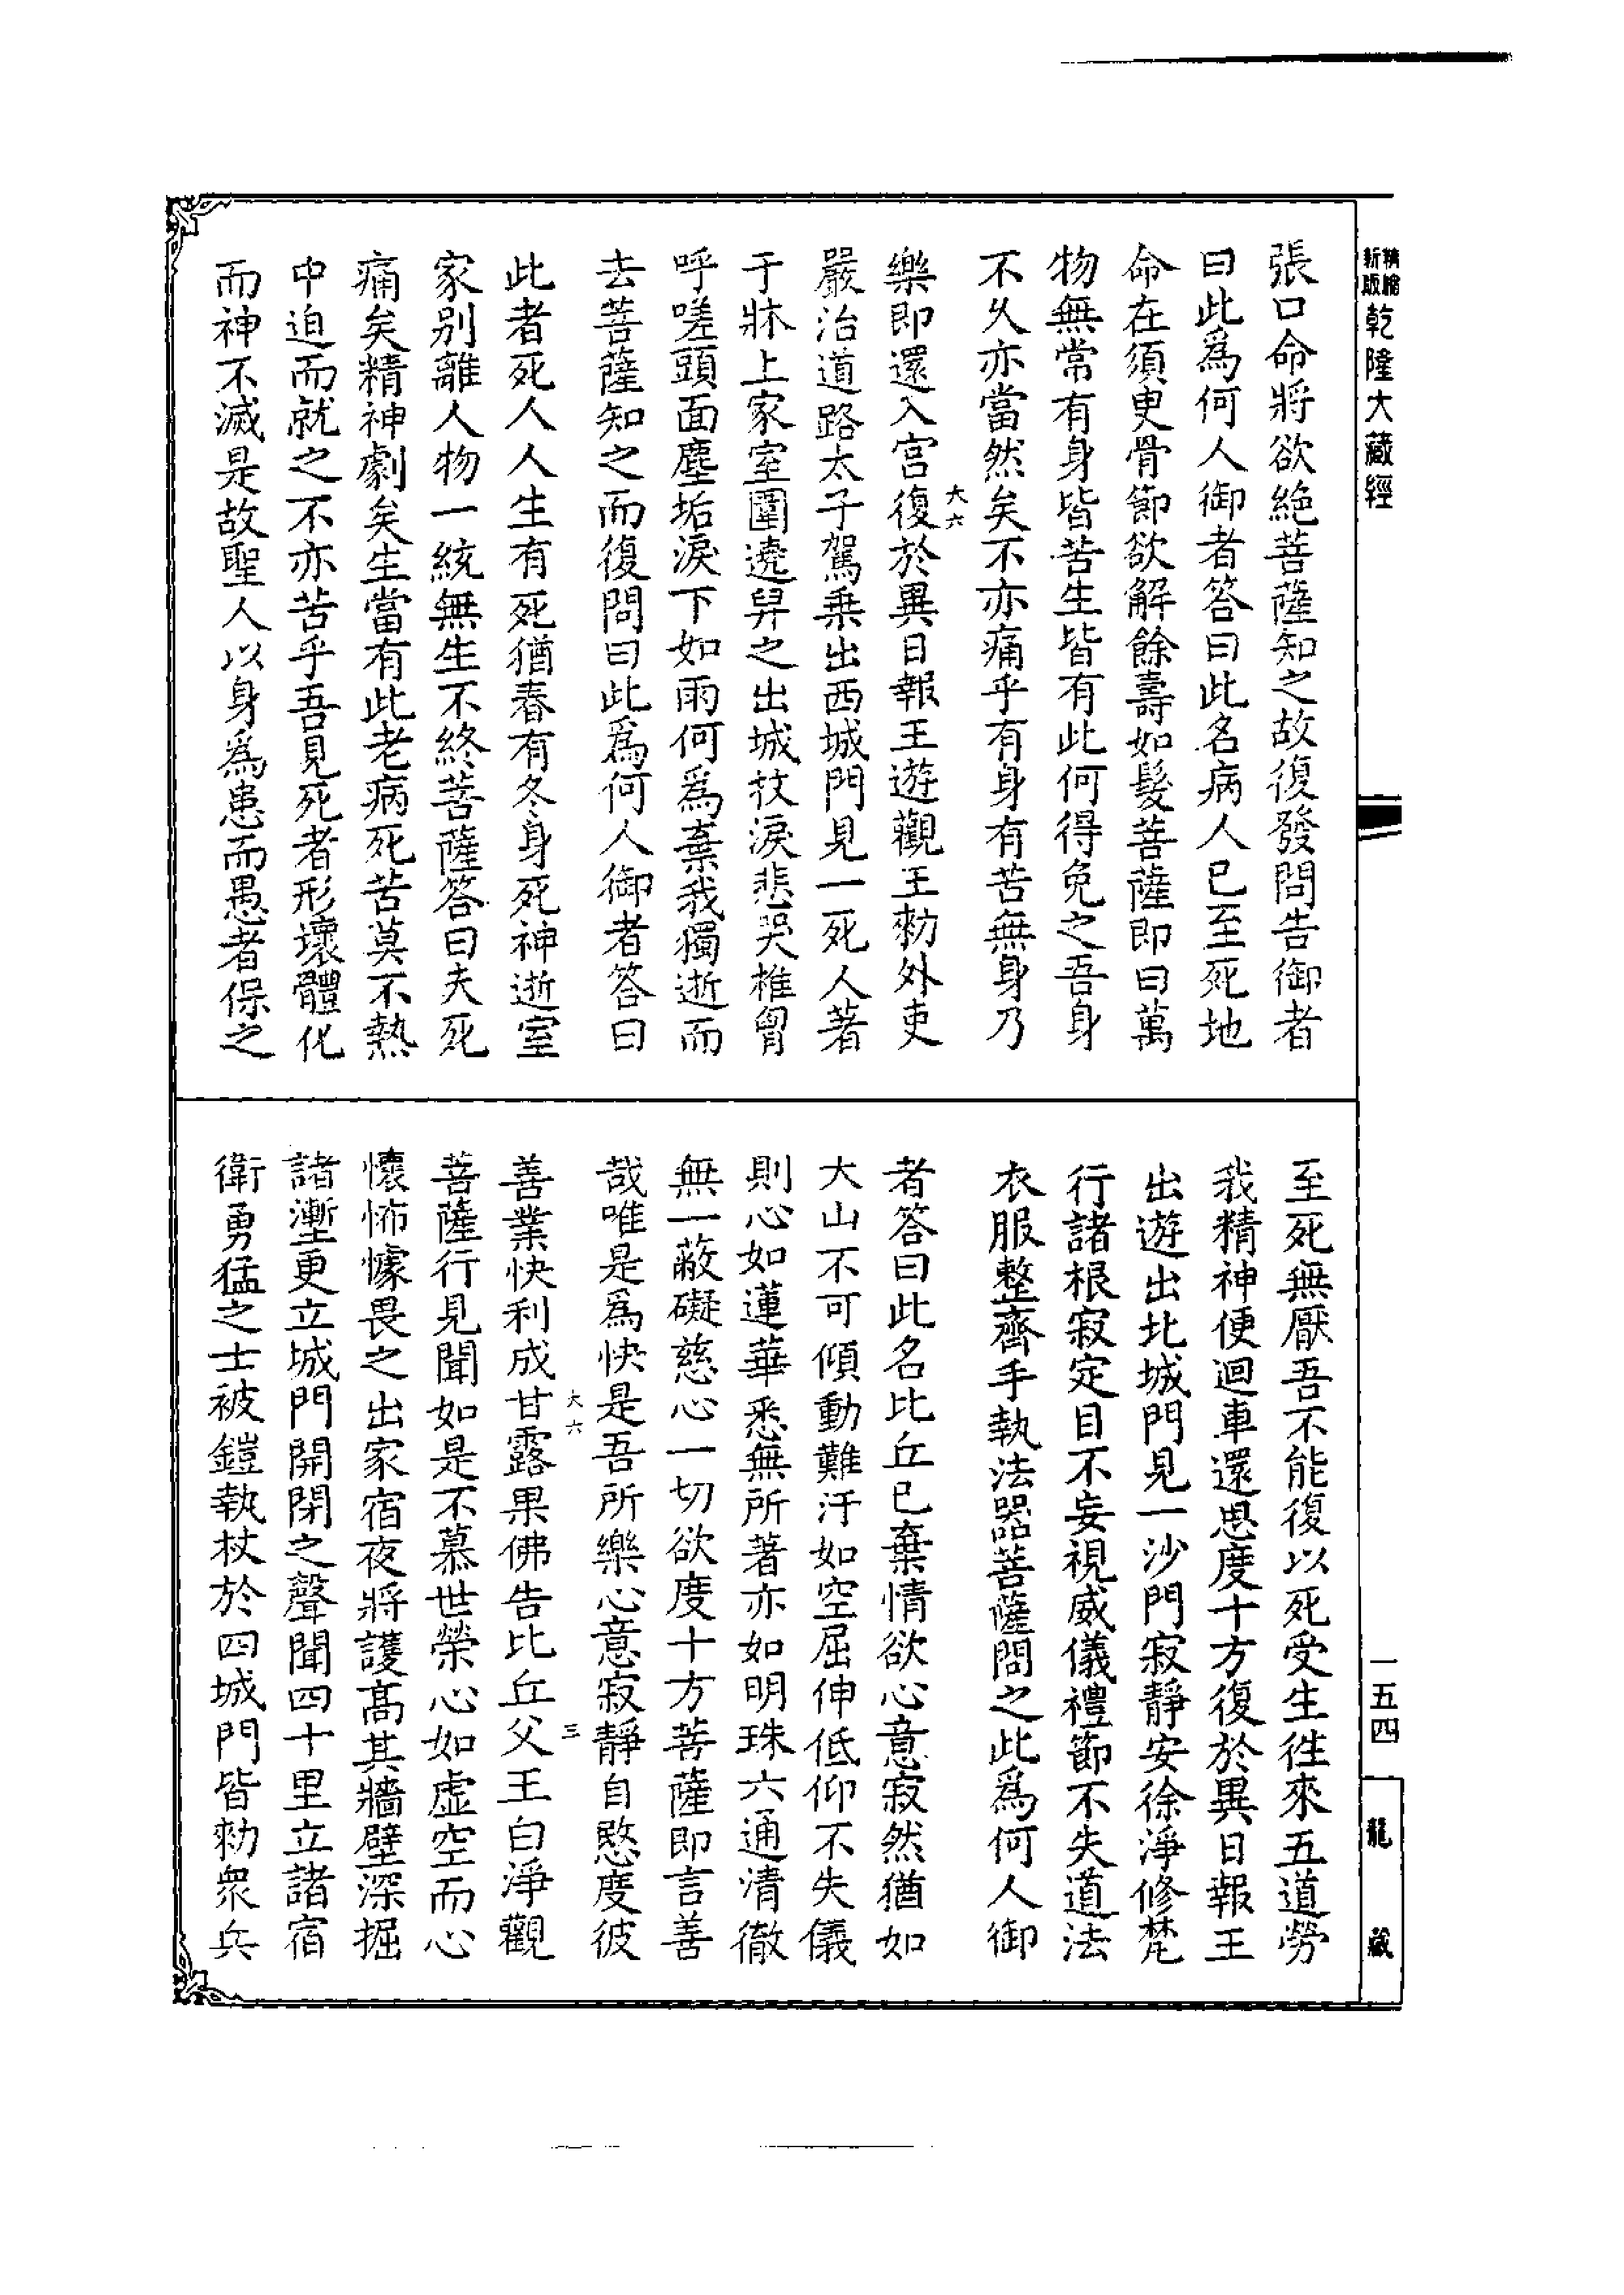 新版
精繪
乾隆大藏經
一五四
龍藏
張口命將欲絶菩薩知之故復發問告御者
曰此爲何人御者答曰此名病人已至死地
命在須臾骨節欲解餘壽如髮菩薩即曰萬
物無常有身皆苦生皆有此何得免之吾身
不久亦當然矣不亦痛乎有身有苦無身乃
大六
樂即還入宫復於異日報王遊觀王勑外吏
嚴治道路太子駕乗出西城門見一死人著
于牀上家室圍遶舁之出城抆淚悲哭椎胷
呼嗟頭面塵垢淚下如雨何爲棄我獨逝而
去菩薩知之而復問曰此爲何人御者答曰
此者死人人生有死猶春有冬身死神逝室
家別離人物一統無生不終菩薩答曰夫死
痛矣精神劇矣生當有此老病死苦莫不熱
中迫而就之不亦苦乎吾見死者形壞體化
而神不滅是故聖人以身爲患而愚者保之
至死無厭吾不能復以死受生往來五道勞
我精神便迴車還思度十方復於異日報王
出遊出北城門見一沙門寂靜安徐淨修梵
行諸根寂定目不妄視威儀禮節不失道法
衣服整齊手執法器菩薩問之此爲何人御
者答曰此名比丘已棄情欲心意寂然猶如
大山不可傾動難汙如空屈伸低仰不失儀
則心如蓮華悉無所著亦如明珠六通清徹
無一蔽礙慈心一切欲度十方菩薩即言善
哉唯是爲快是吾所樂心意寂靜自愍度彼
大六
三
善業快利成甘露果佛告比丘父王白淨觀
菩薩行見聞如是不慕世榮心如虚空而心
懷怖懅畏之出家宿夜將護高其牆壁深掘
諸壍更立城門開閉之聲聞四十里立諸宿
衛勇猛之士被鎧執杖於四城門皆勑衆兵